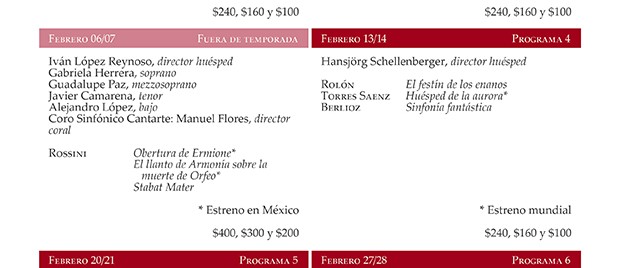 $240, $160 y $100
$240, $160 y $100
Febrero 06/07 Fuera de temporada
Iván López Reynoso, director huésped
Gabriela Herrera, soprano
Guadalupe Paz, mezzosoprano
Javier Camarena, tenor
Alejandro López, bajo
Coro Sinfónico Cantarte: Manuel Flores, director
coral
Rossini Obertura de Ermione*
El llanto de Armonía sobre la
muerte de Orfeo*
Stabat Mater
* Estreno en México
$400, $300 y $200
Febrero 13/14 Programa 4
Hansjörg Schellenberger, director huésped
Rolón El festín de los enanos
Torres Saenz Huésped de la aurora*
Berlioz Sinfonía fantástica
* Estreno mundial
$240, $160 y $100
Febrero 20/21 Programa 5
Febrero 27/28 Programa 6